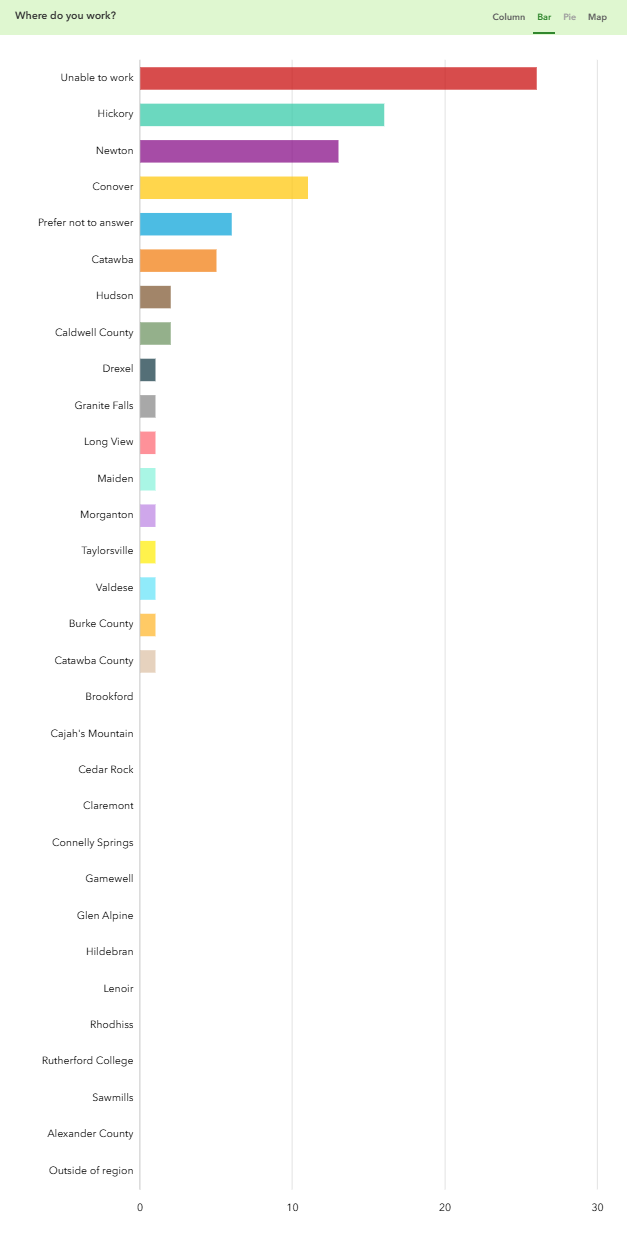 Where do you work?
Column Bar Pie Map
Unable to work
Hickory
Newton
Conover
Prefer not to answer
Catawba
Hudson
Caldwell County
Drexel
Granite Falls
Long View
Maiden
Morganton
Taylorsville
Valdese
Burke County
Catawba County
Brookford
Cajah's Mountain
Cedar Rock
Claremont
Connelly Springs
Gamewell
Glen Alpine
Hildebran
Lenoir
Rhodhiss
Rutherford College
Sawmills
Alexander County
Outside of region
0 10 20 30